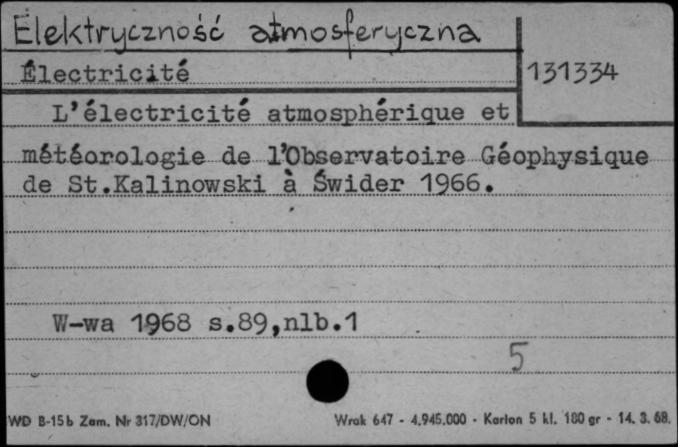 Elektryczność atmosferyczna
Électricité
131334
L'électricité atmosphérique et
météorologie de l'Observatoire Géophysique
de St.Kalinowski à Świder 1966.
W-wa 1968 s.89,nlb.1
5
WD B-15b Zam. Nr 317/DW/ON
Wrak 647 - 4.945.000 - Karton 5 kl. 180 gr - 14. 3. 68.